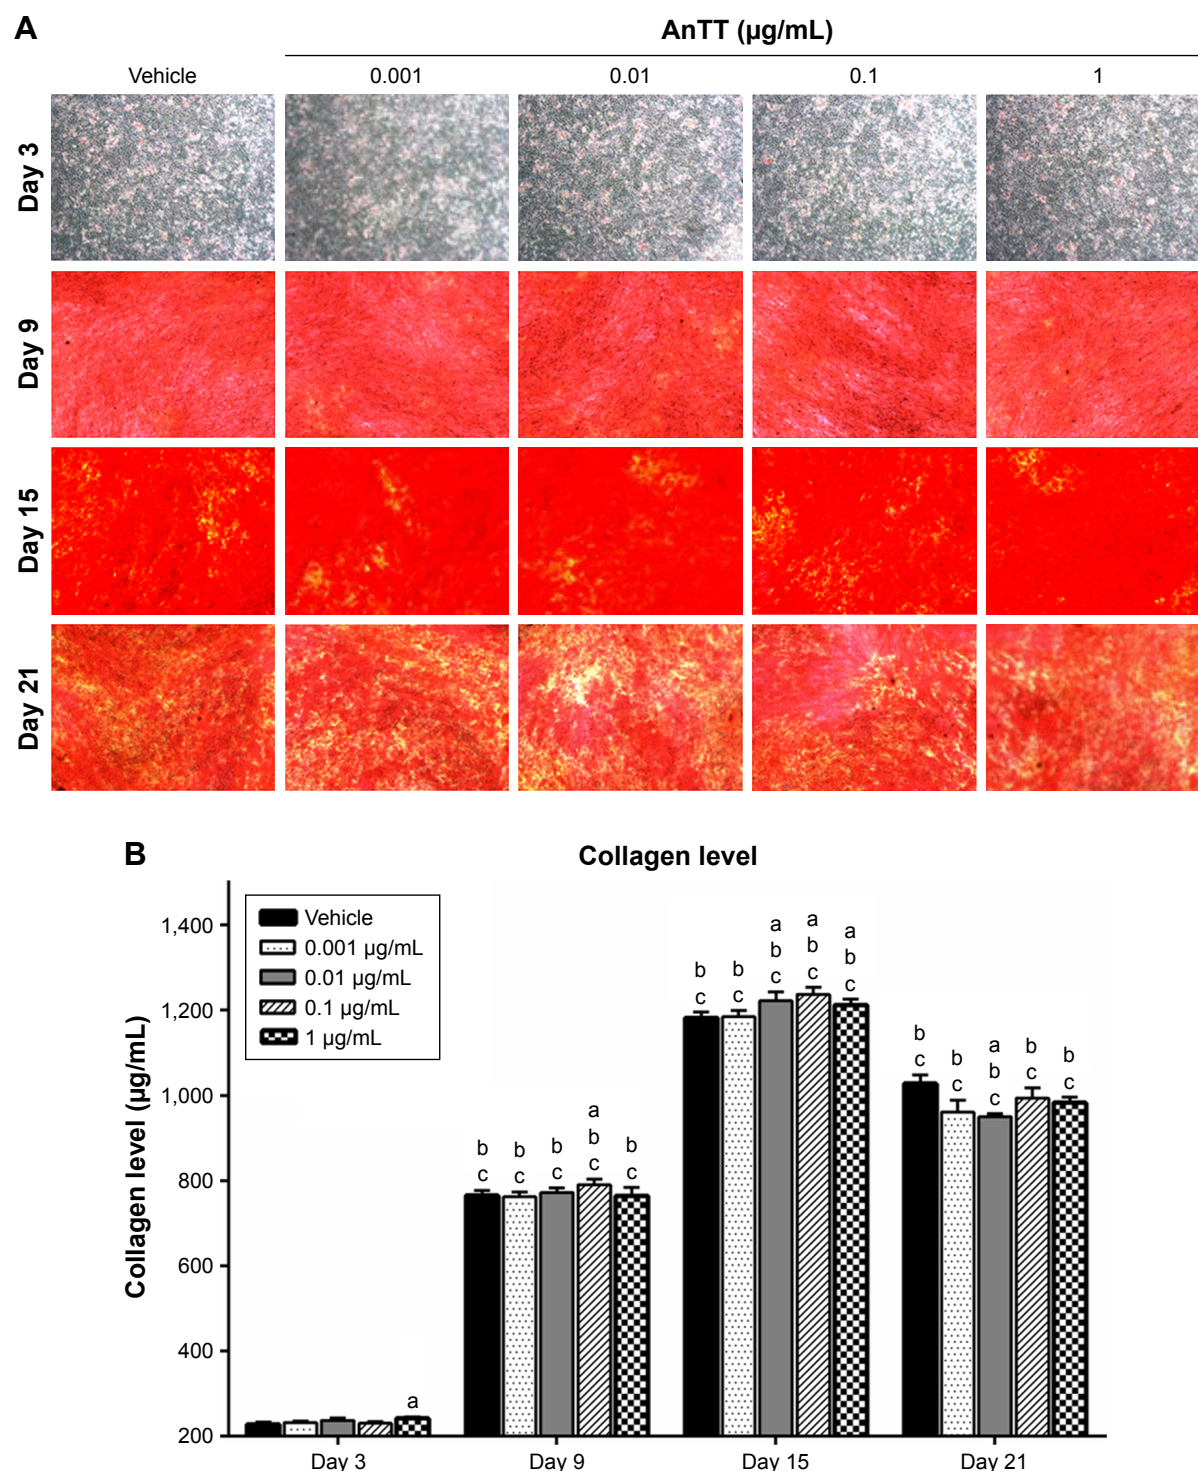 A
AnTT (µg/mL)
Vehicle 0.001 0.01 0.1 1
Day 3
Day 9
Day 15
Day 21
B
Collagen level
Collagen level (µg/mL)
1,400
1,200
1,000
800
600
400
200
Vehicle
0.001 µg/mL
0.01 µg/mL
0.1 µg/mL
1 µg/mL
a
b c
b c
b c
a b c
b c
b c
b c
a b c
a b c
a b c
b c
b c
a b c
b c
b c
Day 3 Day 9 Day 15 Day 21